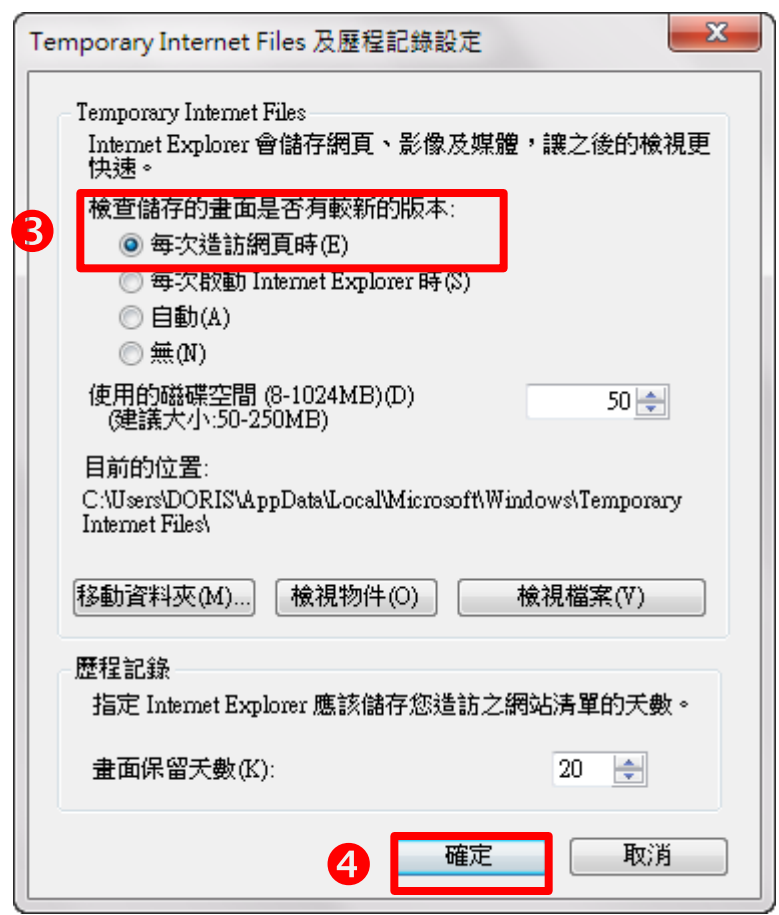 Temporary Internet Files 及歷程記錄設定
Temporary Internet Files
Internet Explorer 會儲存網頁、影像及媒體，讓之後的檢視更
快速。
3
檢查儲存的畫面是否有較新的版本:
每次造訪網頁時(E)
每次啟動 Internet Explorer 時(S)
自動(A)
無(N)
使用的磁碟空間 (8-1024MB)(D)
50
(建議大小:50-250MB)
目前的位置:
C:\Users\DORIS\AppData\Local\Microsoft\Windows\Temporary
Internet Files\
移動資料夾(M)... 檢視物件(O) 檢視檔案(V)
歷程記錄
指定 Internet Explorer 應該儲存您造訪之網站清單的天數。
畫面保留天數(K): 20
4 確定 取消